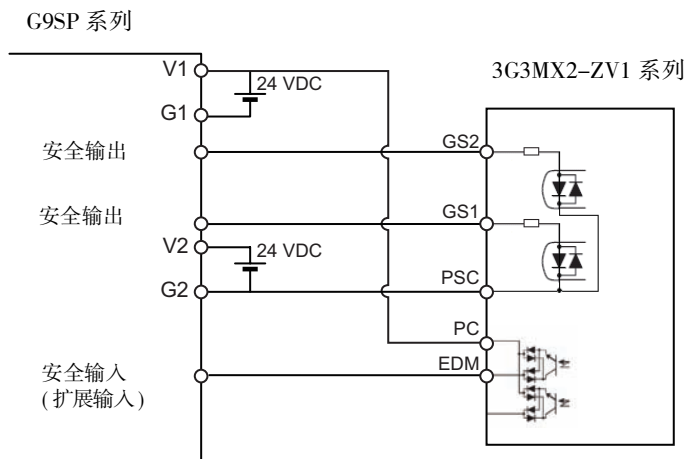 G9SP 系列
3G3MX2-ZV1 系列
V1
24 VDC
G1
安全输出
GS2
安全输出
GS1
V2
24 VDC
G2
PSC
PC
EDM
安全输入
(扩展输入)